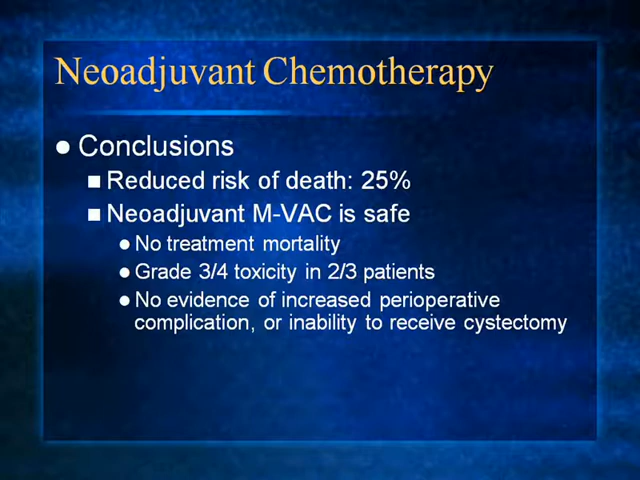 Neoadjuvant Chemotherapy
Conclusions
Reduced risk of death: 25%
Neoadjuvant M-VAC is safe
No treatment mortality
Grade 3/4 toxicity in 2/3 patients
No evidence of increased perioperative
complication, or inability to receive cystectomy